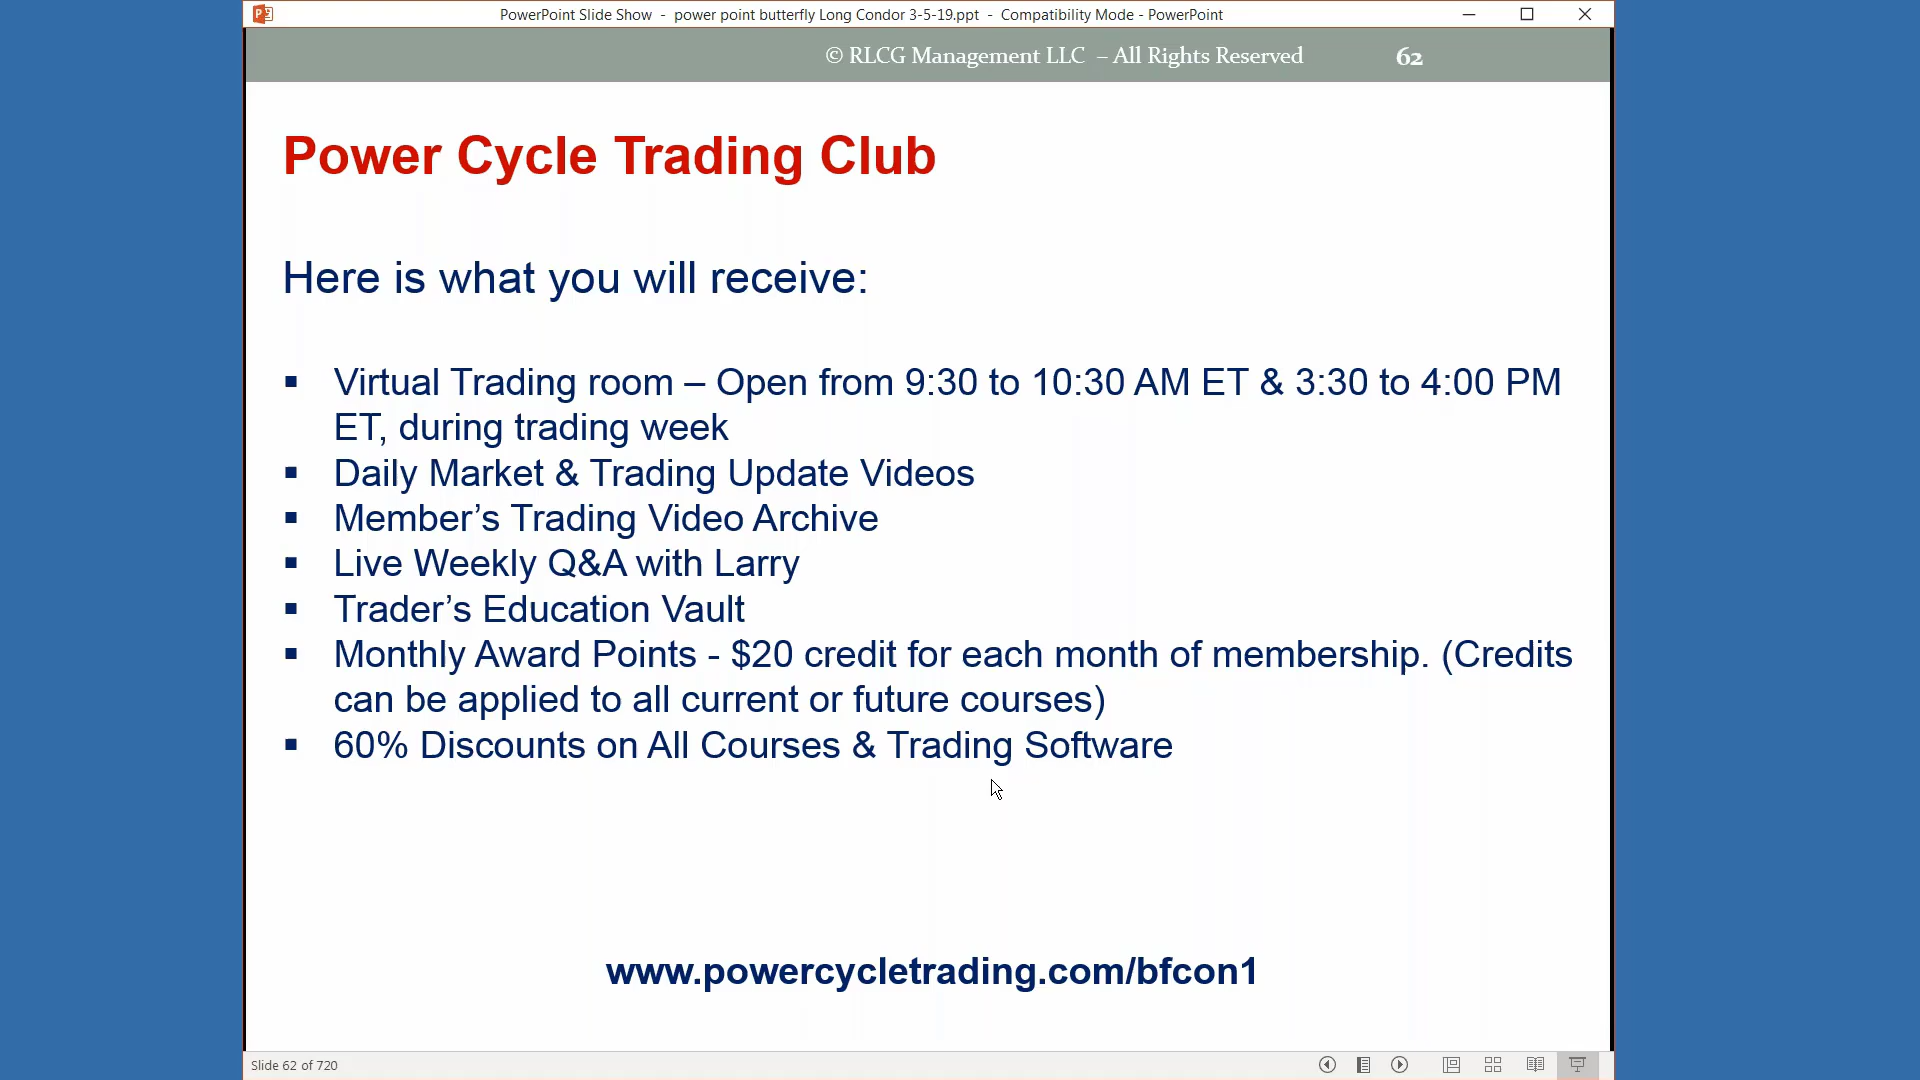 PowerPoint Slide Show - power point butterfly Long Condor 3-5-19.ppt - Compatibility Mode - PowerPoint
© RLCG Management LLC – All Rights Reserved 62
Power Cycle Trading Club
Here is what you will receive:
▪ Virtual Trading room – Open from 9:30 to 10:30 AM ET & 3:30 to 4:00 PM
ET, during trading week
▪ Daily Market & Trading Update Videos
▪ Member’s Trading Video Archive
▪ Live Weekly Q&A with Larry
▪ Trader’s Education Vault
▪ Monthly Award Points - $20 credit for each month of membership. (Credits
can be applied to all current or future courses)
▪ 60% Discounts on All Courses & Trading Software
www.powercycletrading.com/bfcon1
Slide 62 of 720